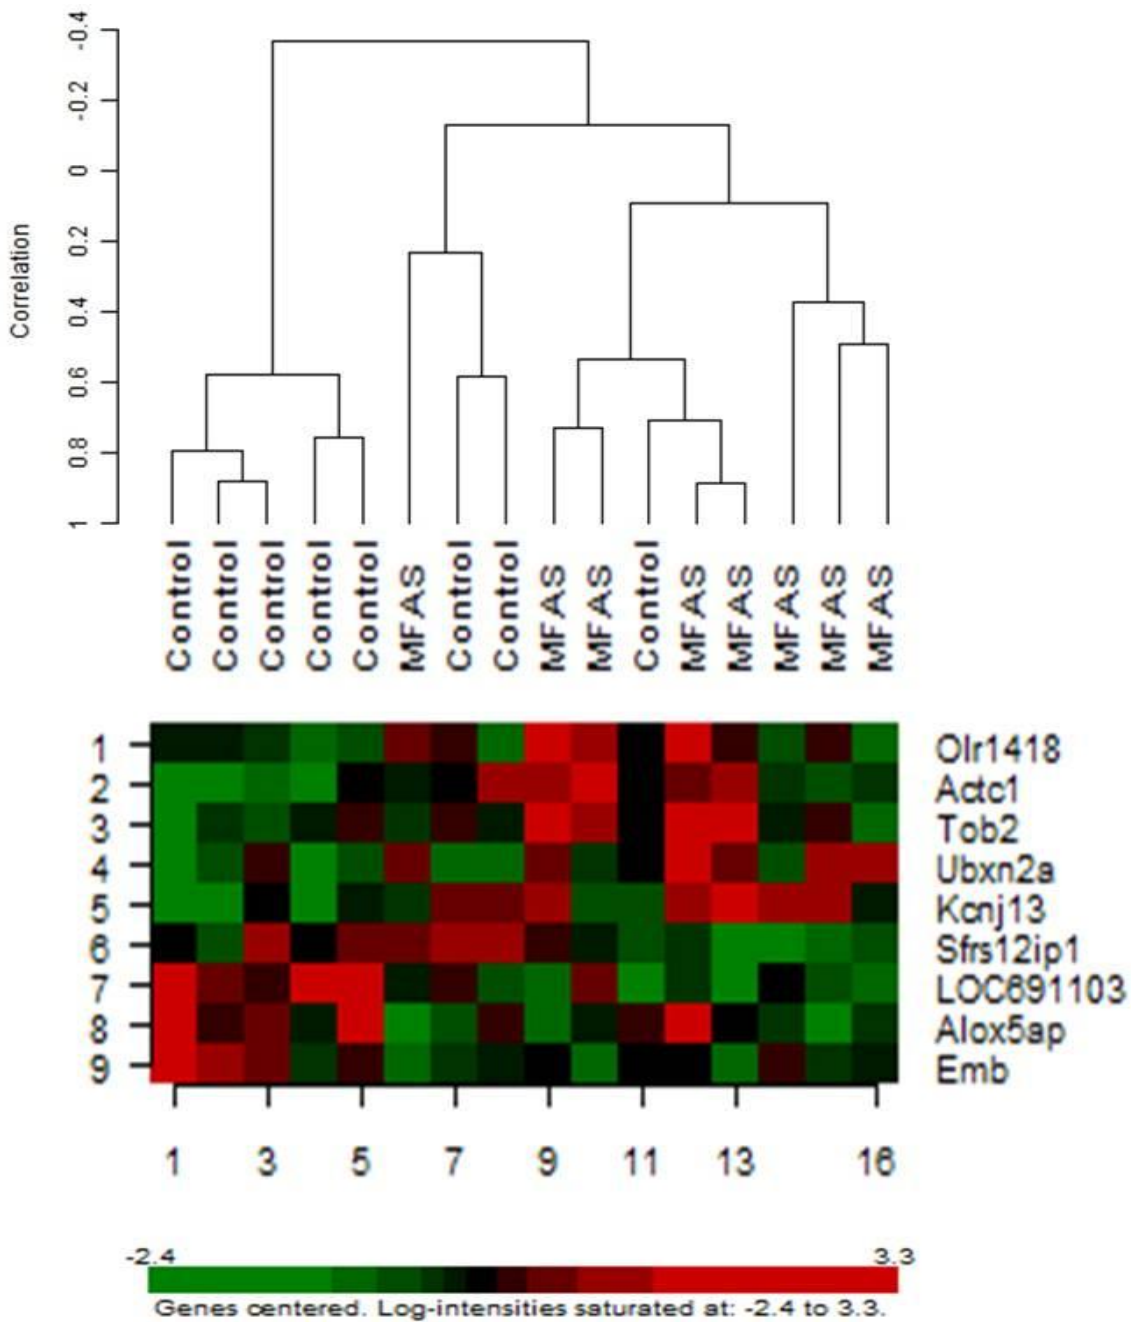 Correlation
-0.4
-0.2
0
0.2
0.4
0.6
0.8
1
Control Control Control Control Control MFAS Control Control MFAS MFAS Control MFAS MFAS MFAS MFAS MFAS
1 Olr1418
2 Actc1
3 Tob2
4 Ubxn2a
5 Kcnj13
6 Sfrs12ip1
7 LOC691103
8 Alox5ap
9 Emb
1 3 5 7 9 11 13 16
-2.4 3.3
Genes centered. Log-intensities saturated at: -2.4 to 3.3.